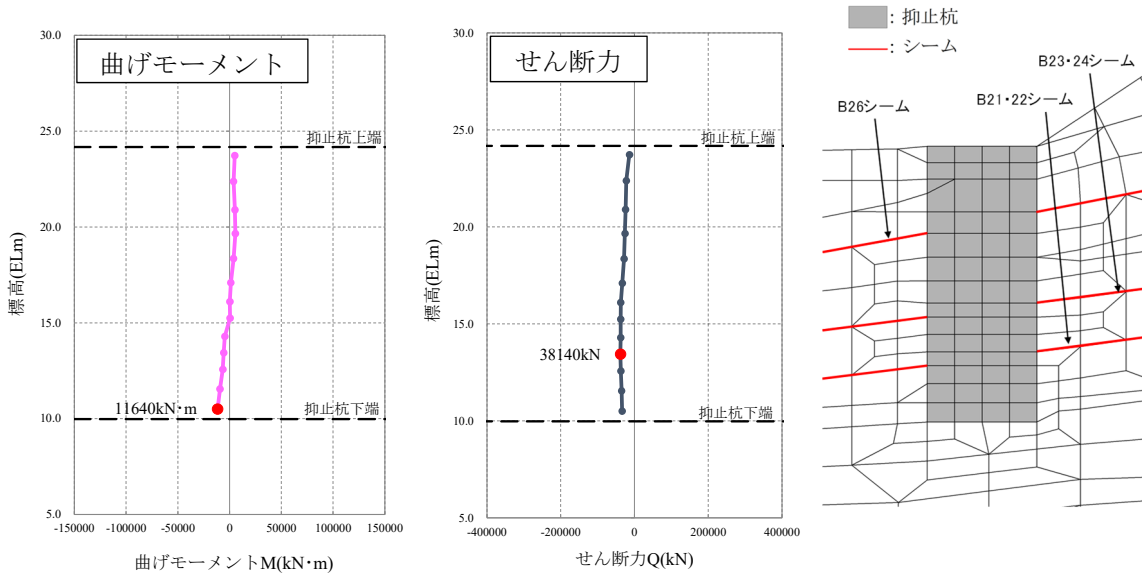 曲げモーメント
30.0
25.0
20.0
15.0
10.0
5.0
標高(ELm)
抑止杭上端
11640kN・m
抑止杭下端
-150000 -100000 -50000 0 50000 100000 150000
曲げモーメントM(kN・m)
せん断力
30.0
25.0
20.0
15.0
10.0
5.0
標高(ELm)
抑止杭上端
38140kN
抑止杭下端
-400000 -200000 0 200000 400000
せん断力Q(kN)
: 抑止杭
: シーム
B23・24シーム
B21・22シーム
B26シーム